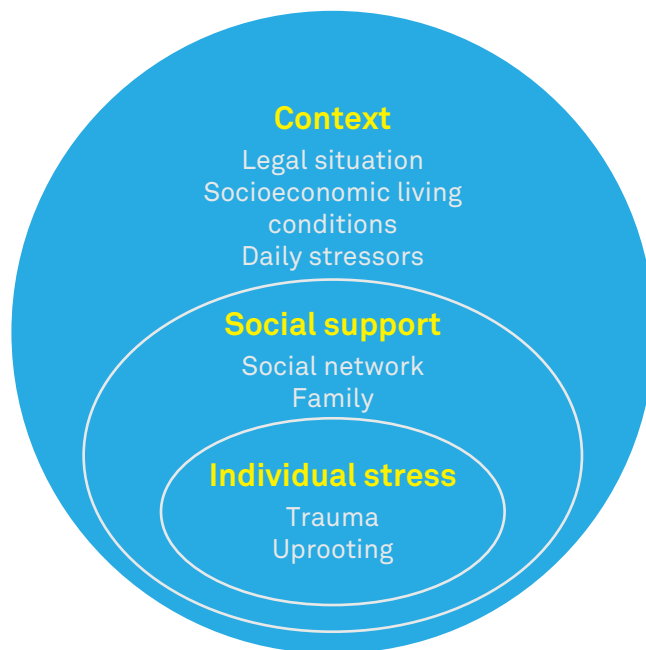 Context
Legal situation
Socioeconomic living
conditions
Daily stressors
Social support
Social network
Family
Individual stress
Trauma
Uprooting